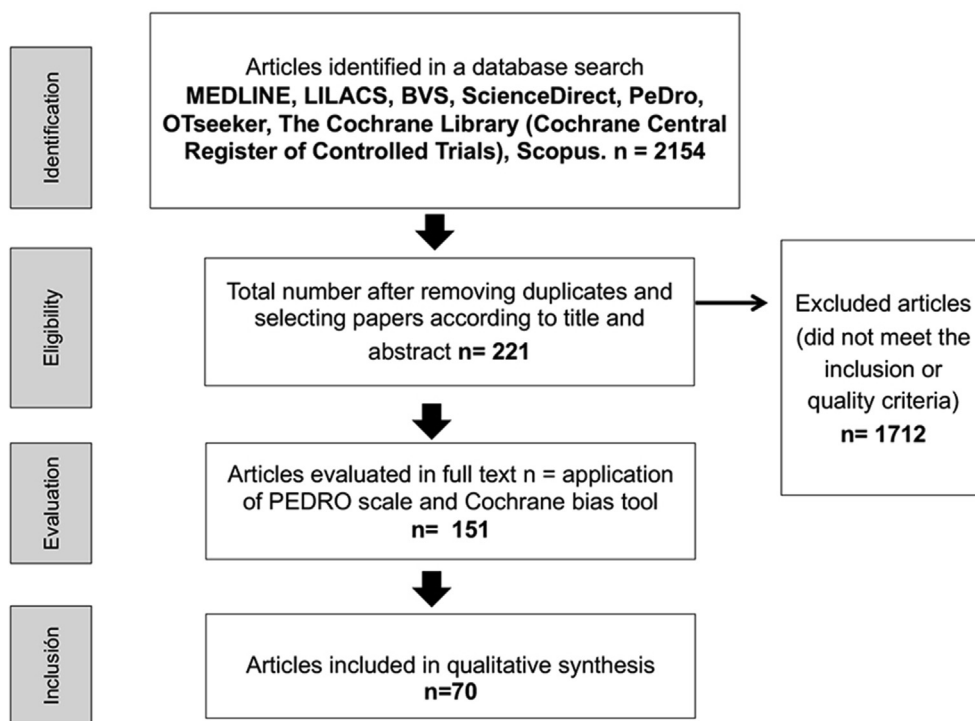 Identification
Articles identified in a database search
MEDLINE, LILACS, BVS, ScienceDirect, PeDro,
OTseeker, The Cochrane Library (Cochrane Central
Register of Controlled Trials), Scopus. n = 2154
Eligibility
Total number after removing duplicates and
selecting papers according to title and
abstract n= 221
Excluded articles
(did not meet the
inclusion or
quality criteria)
n= 1712
Evaluation
Articles evaluated in full text n = application
of PEDRO scale and Cochrane bias tool
n= 151
Inclusión
Articles included in qualitative synthesis
n=70